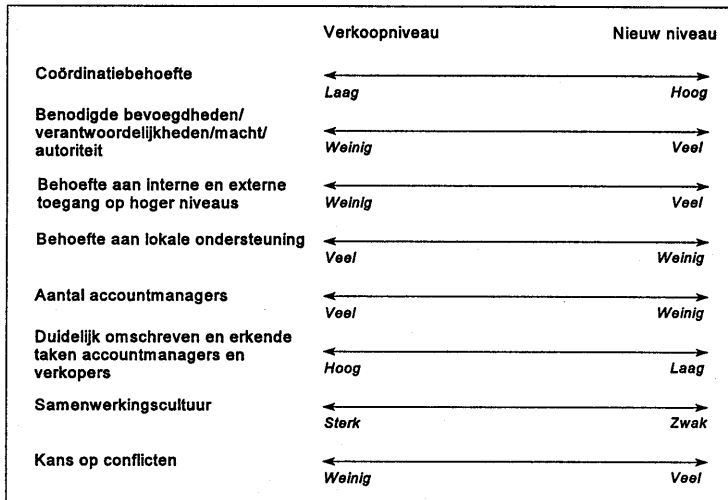 Verkoopniveau Nieuw niveau
Coördinatiebehoefte
Laag Hoog
Benodigde bevoegdheden/
verantwoordelijkheden/macht/
autoriteit
Weinig Veel
Behoefte aan interne en externe
toegang op hoger niveaus
Weinig Veel
Behoefte aan lokale ondersteuning
Veel Weinig
Aantal accountmanagers
Veel Weinig
Duidelijk omschreven en erkende
taken accountmanagers en
verkopers
Hoog Laag
Samenwerkingscultuur
Sterk Zwak
Kans op conflicten
Weinig Veel